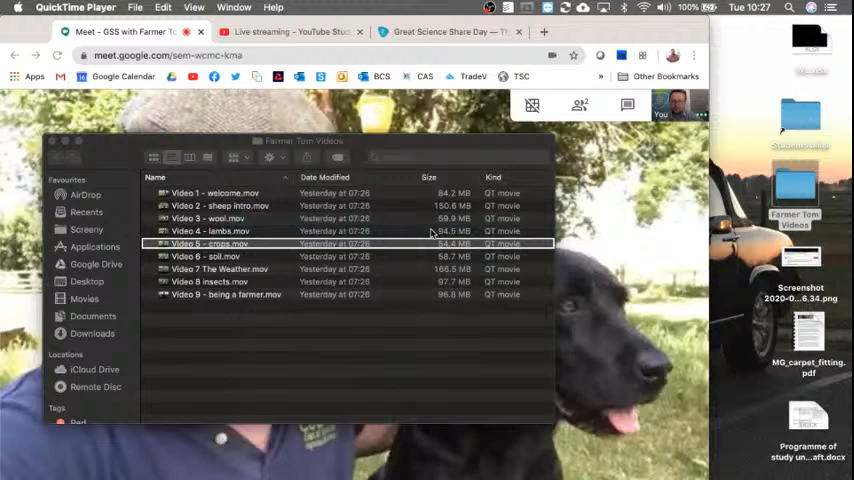 QuickTime Player File Edit View Window Help 100% Tue 10:27
Meet - GSS with Farmer To Live streaming - YouTube Stud Great Science Share Day — Th
meet.google.com/sem-wcmc-kma
Apps Google Calendar BCS CAS TradeV TSC » Other Bookmarks
2
You
Farmer Tom Videos
Favourites
AirDrop
Recents
Screeny
Applications
Google Drive
Desktop
Movies
Documents
Downloads
Locations
iCloud Drive
Remote Disc
Tags
Red
Name Date Modified Size Kind
Video 1 - welcome.mov Yesterday at 07:26 84.2 MB QT movie
Video 2 - sheep intro.mov Yesterday at 07:26 150.6 MB QT movie
Video 3 - wool.mov Yesterday at 07:26 59.9 MB QT movie
Video 4 - lambs.mov Yesterday at 07:26 94.5 MB QT movie
Video 5 - crops.mov Yesterday at 07:26 54.4 MB QT movie
Video 6 - soil.mov Yesterday at 07:26 58.7 MB QT movie
Video 7 The Weather.mov Yesterday at 07:26 166.5 MB QT movie
Video 8 insects.mov Yesterday at 07:26 97.7 MB QT movie
Video 9 - being a farmer.mov Yesterday at 07:26 96.8 MB QT movie
XLSX
Farmer Tom
Videos
Screenshot
2020-0...6.34.png
MG_carpet_fitting.
pdf
DOCX
Programme of
study un...aft.docx